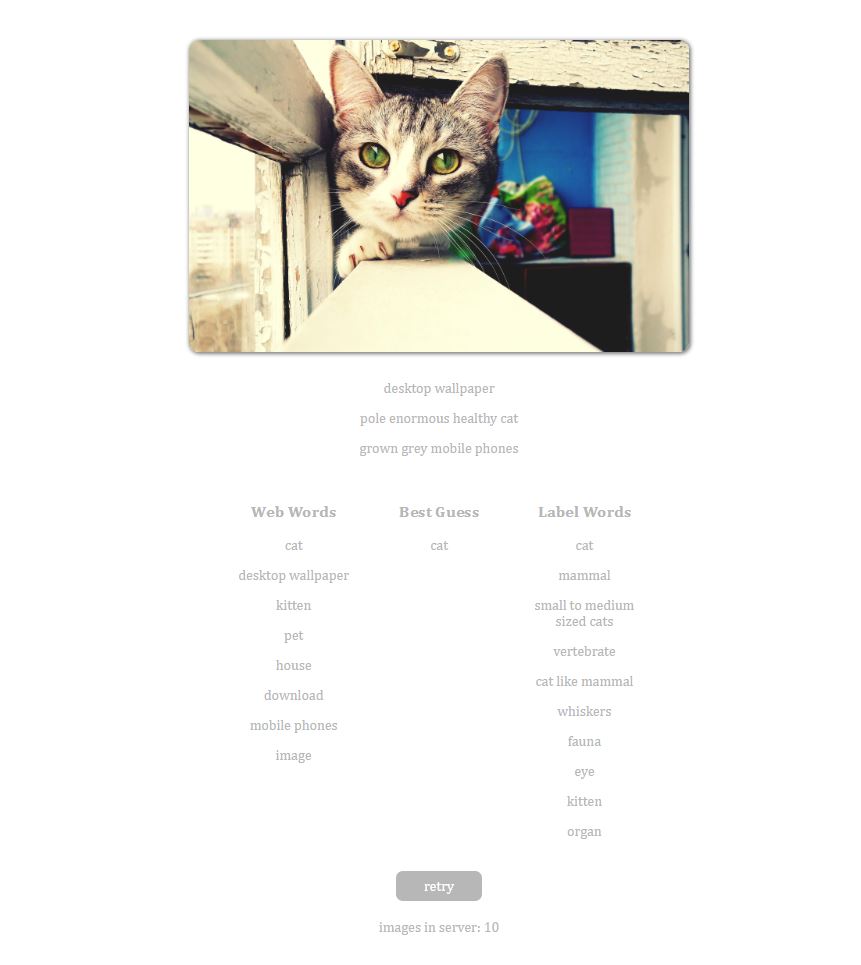 desktop wallpaper
pole enormous healthy cat
grown grey mobile phones
Web Words
cat
desktop wallpaper
kitten
pet
house
download
mobile phones
image
Best Guess
cat
Label Words
cat
mammal
small to medium
sized cats
vertebrate
cat like mammal
whiskers
fauna
eye
kitten
organ
retry
images in server: 10